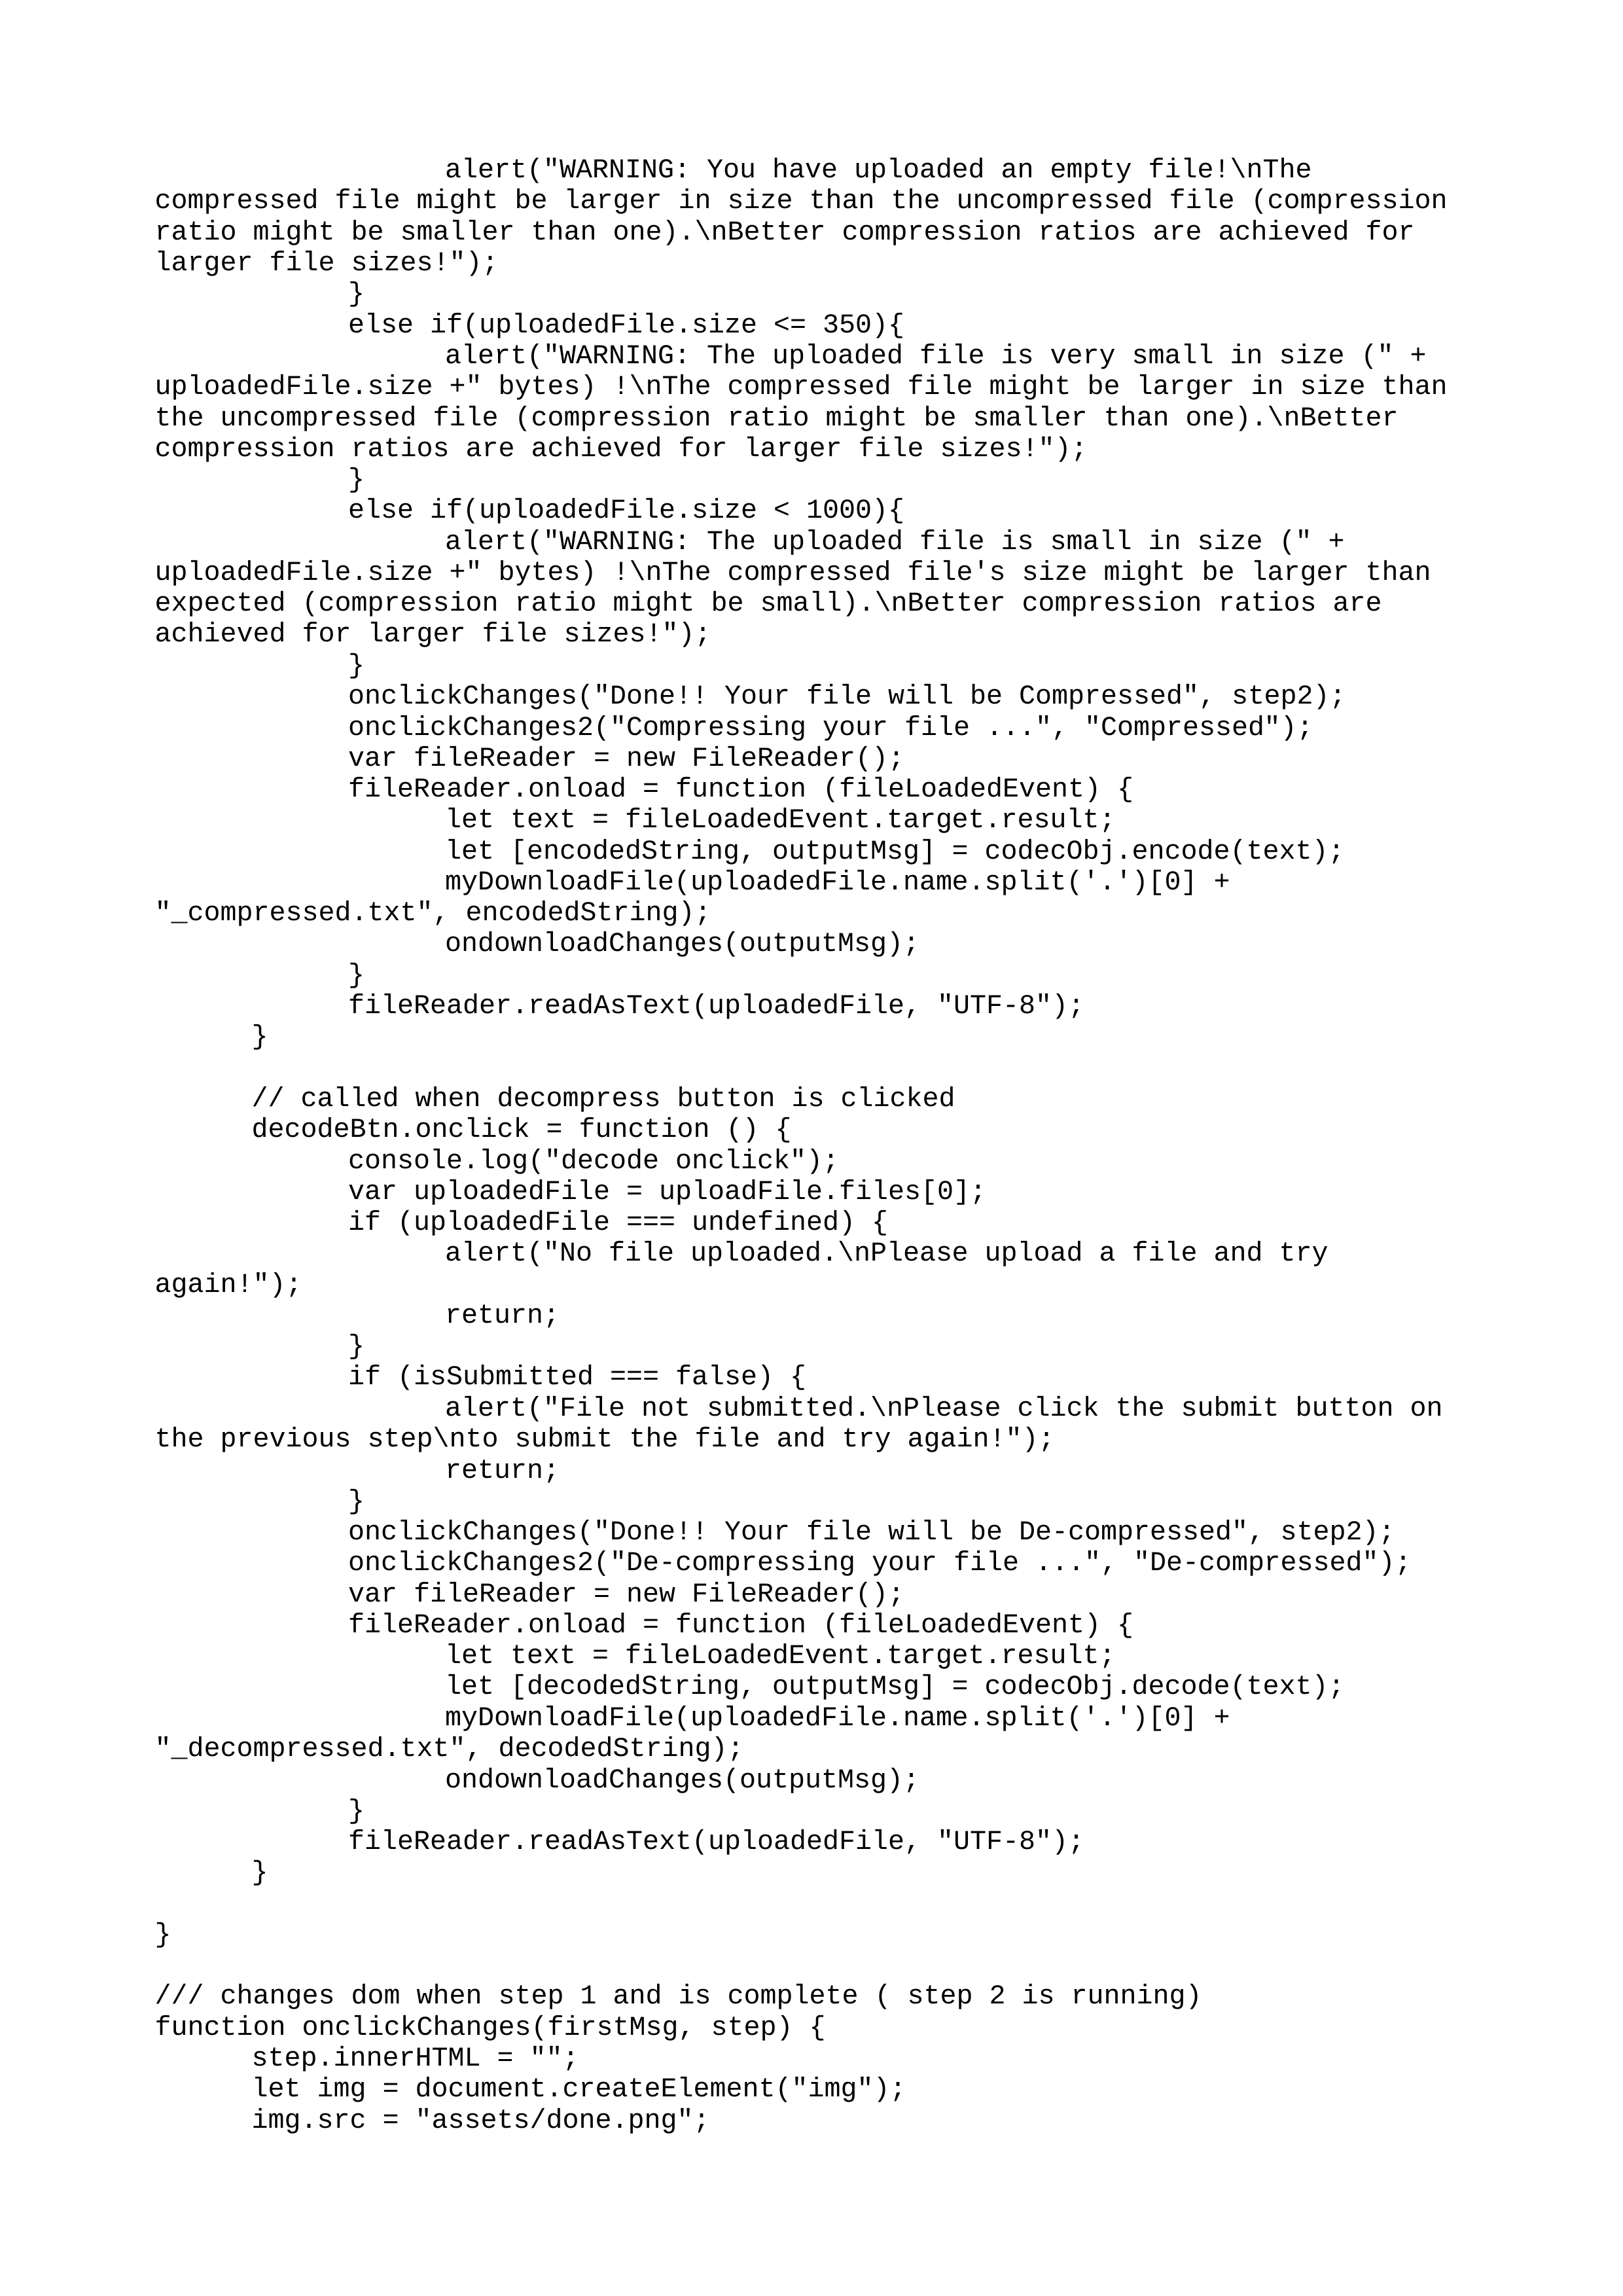 alert("WARNING: You have uploaded an empty file!\nThe
compressed file might be larger in size than the uncompressed file (compression
ratio might be smaller than one).\nBetter compression ratios are achieved for
larger file sizes!");
}
else if(uploadedFile.size <= 350){
alert("WARNING: The uploaded file is very small in size (" +
uploadedFile.size +" bytes) !\nThe compressed file might be larger in size than
the uncompressed file (compression ratio might be smaller than one).\nBetter
compression ratios are achieved for larger file sizes!");
}
else if(uploadedFile.size < 1000){
alert("WARNING: The uploaded file is small in size (" +
uploadedFile.size +" bytes) !\nThe compressed file's size might be larger than
expected (compression ratio might be small).\nBetter compression ratios are
achieved for larger file sizes!");
}
onclickChanges("Done!! Your file will be Compressed", step2);
onclickChanges2("Compressing your file ...", "Compressed");
var fileReader = new FileReader();
fileReader.onload = function (fileLoadedEvent) {
let text = fileLoadedEvent.target.result;
let [encodedString, outputMsg] = codecObj.encode(text);
myDownloadFile(uploadedFile.name.split('.')[0] +
"_compressed.txt", encodedString);
ondownloadChanges(outputMsg);
}
fileReader.readAsText(uploadedFile, "UTF-8");
}

// called when decompress button is clicked
decodeBtn.onclick = function () {
console.log("decode onclick");
var uploadedFile = uploadFile.files[0];
if (uploadedFile === undefined) {
alert("No file uploaded.\nPlease upload a file and try
again!");
return;
}
if (isSubmitted === false) {
alert("File not submitted.\nPlease click the submit button on
the previous step\nto submit the file and try again!");
return;
}
onclickChanges("Done!! Your file will be De-compressed", step2);
onclickChanges2("De-compressing your file ...", "De-compressed");
var fileReader = new FileReader();
fileReader.onload = function (fileLoadedEvent) {
let text = fileLoadedEvent.target.result;
let [decodedString, outputMsg] = codecObj.decode(text);
myDownloadFile(uploadedFile.name.split('.')[0] +
"_decompressed.txt", decodedString);
ondownloadChanges(outputMsg);
}
fileReader.readAsText(uploadedFile, "UTF-8");
}

}

/// changes dom when step 1 and is complete ( step 2 is running)
function onclickChanges(firstMsg, step) {
step.innerHTML = "";
let img = document.createElement("img");
img.src = "assets/done.png";